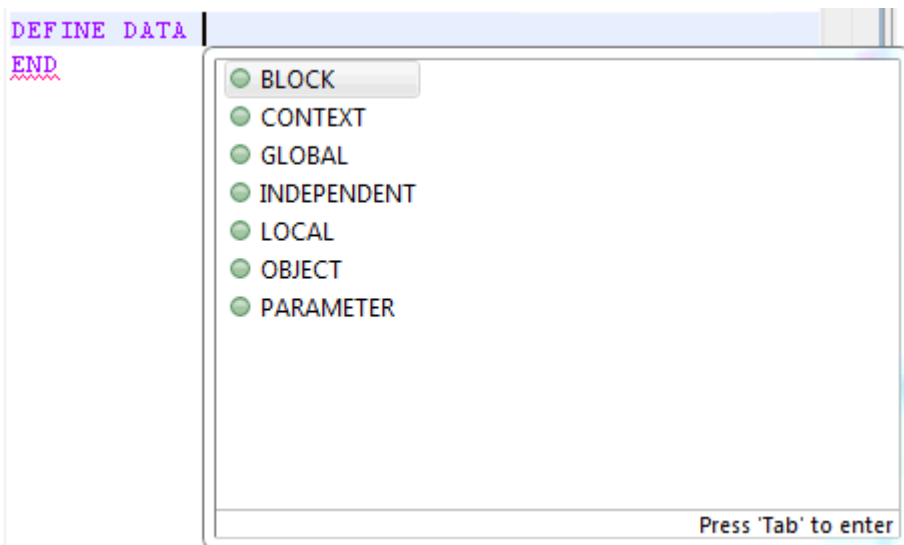 DEFINE DATA
END
BLOCK
CONTEXT
GLOBAL
INDEPENDENT
LOCAL
OBJECT
PARAMETER
Press 'Tab' to enter